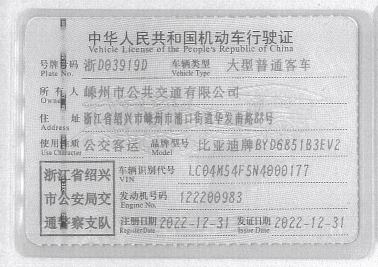 中华人民共和国机动车行驶证
Vehicle License of the People's Republic of China
号牌号码 浙D03919D 车辆类型 大型普通客车
Plate No. Vehicle Type
所有人 嵊州市公共交通有限公司
Owner
住址 浙江省绍兴市嵊州市浦口街道华发南路88号
Address
使用性质 公交客运 品牌型号 比亚迪牌BYD6851B3EV2
Use Character Model
浙江省绍兴 车辆识别代号 LC04M54F5N4000177
VIN
市公安局交 发动机号码 122200983
Engine No.
通警察支队 注册日期 2022-12-31 发证日期 2022-12-31
Register Date Issue Date